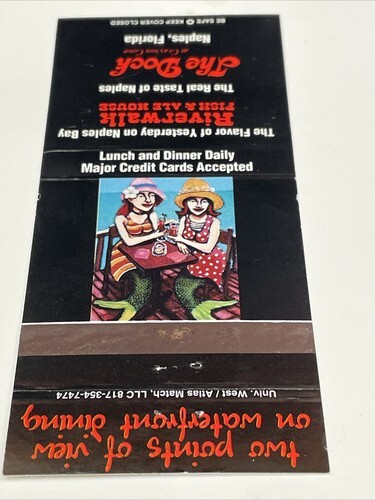 BE SAFE KEEP COVER CLOSED
Naples, Florida
at Crayton Cove
The Dock
The Real Taste of Naples
Riverwalk
FISH & ALE HOUSE
The Flavor of Yesterday on Naples Bay
Lunch and Dinner Daily
Major Credit Cards Accepted
Univ. West / Atlas Match, LLC 817-354-7474
two points of view
on waterfront dining